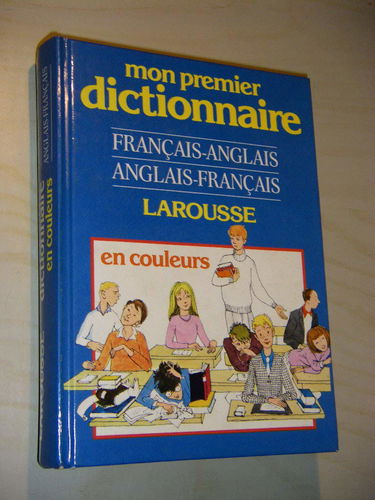 mon premier
dictionnaire
FRANÇAIS-ANGLAIS
ANGLAIS-FRANÇAIS
LAROUSSE
en couleurs
ANGLAIS FRANÇAIS
dictionnaire
en couleurs